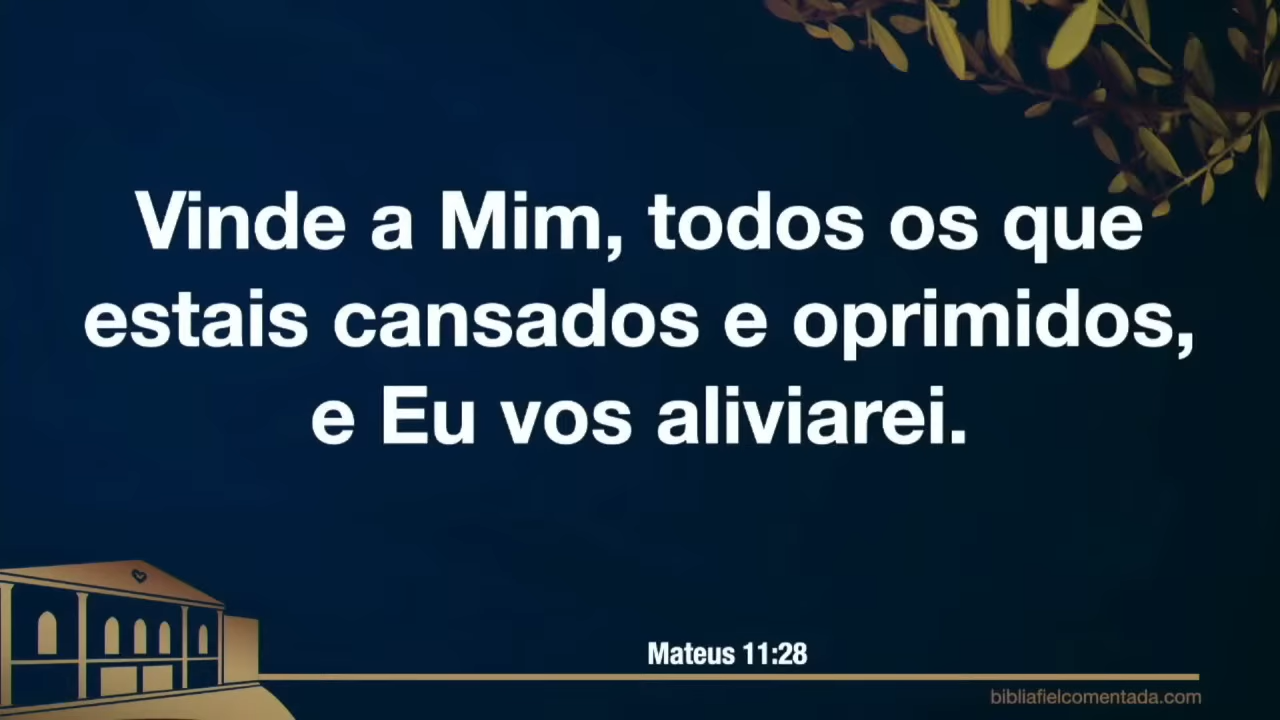 Vinde a Mim, todos os que
estais cansados e oprimidos,
e Eu vos aliviarei.
Mateus 11:28
bibliafielcomentada.com